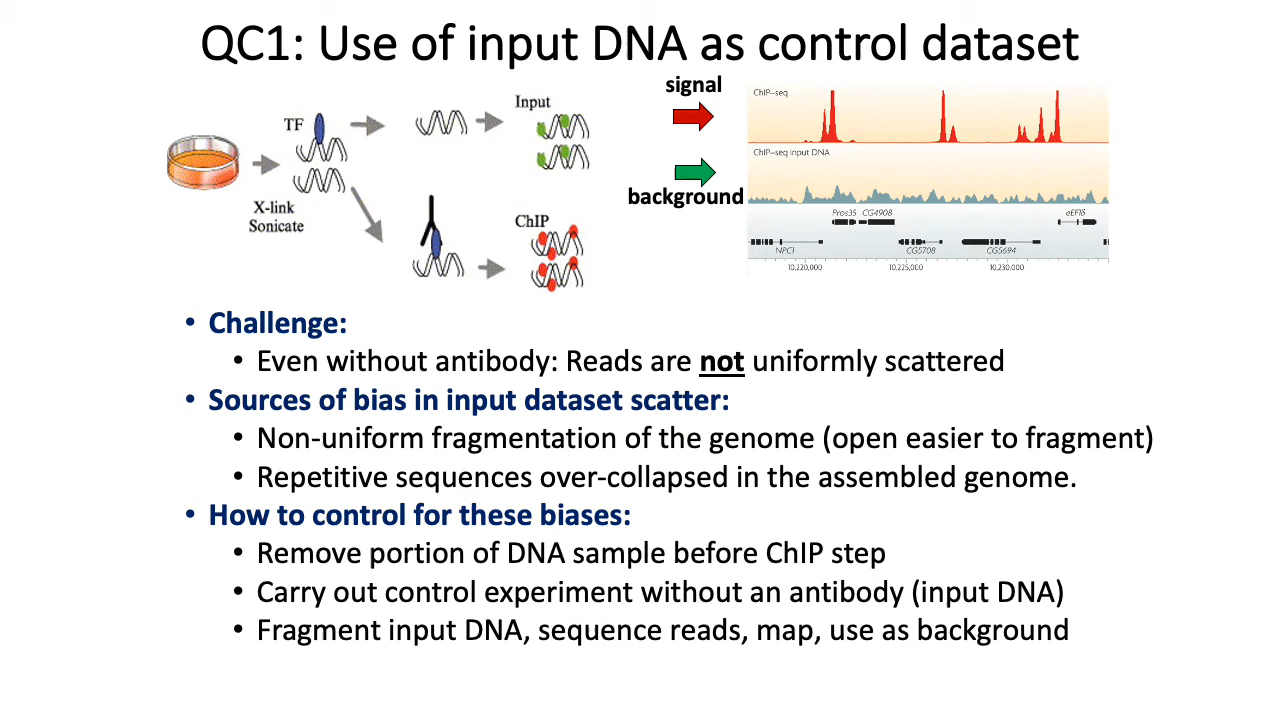 QC1: Use of input DNA as control dataset
signal
background
Input
TF
X-link
Sonicate
ChIP
ChIP–seq
ChIP–seq input DNA
Pros35 CG4908 eEF1δ
NPC1 CG5708 CG5694
10,220,000 10,225,000 10,230,000
• Challenge:
• Even without antibody: Reads are not uniformly scattered
• Sources of bias in input dataset scatter:
• Non-uniform fragmentation of the genome (open easier to fragment)
• Repetitive sequences over-collapsed in the assembled genome.
• How to control for these biases:
• Remove portion of DNA sample before ChIP step
• Carry out control experiment without an antibody (input DNA)
• Fragment input DNA, sequence reads, map, use as background